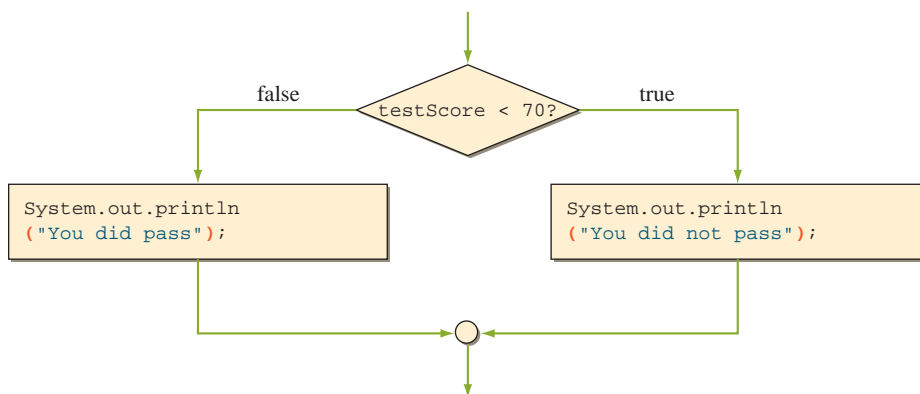 testScore < 70?
false
true
System.out.println
("You did pass");
System.out.println
("You did not pass");